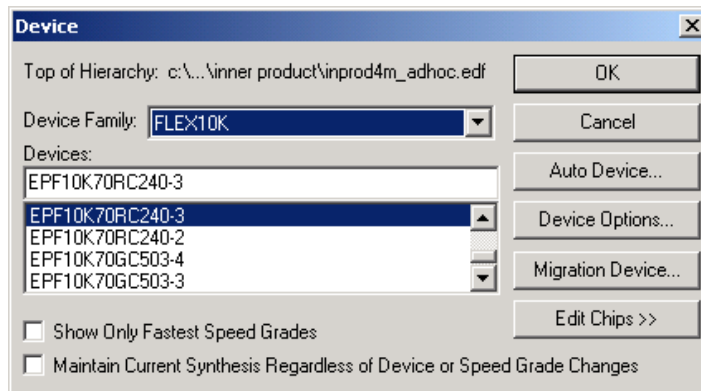 Device
Top of Hierarchy: c:\...\inner product\inprod4m_adhoc.edf
OK
Device Family: FLEX10K
Cancel
Devices:
EPF10K70RC240-3
Auto Device...
EPF10K70RC240-3
EPF10K70RC240-2
EPF10K70GC503-4
EPF10K70GC503-3
Device Options...
Migration Device...
Edit Chips >>
Show Only Fastest Speed Grades
Maintain Current Synthesis Regardless of Device or Speed Grade Changes